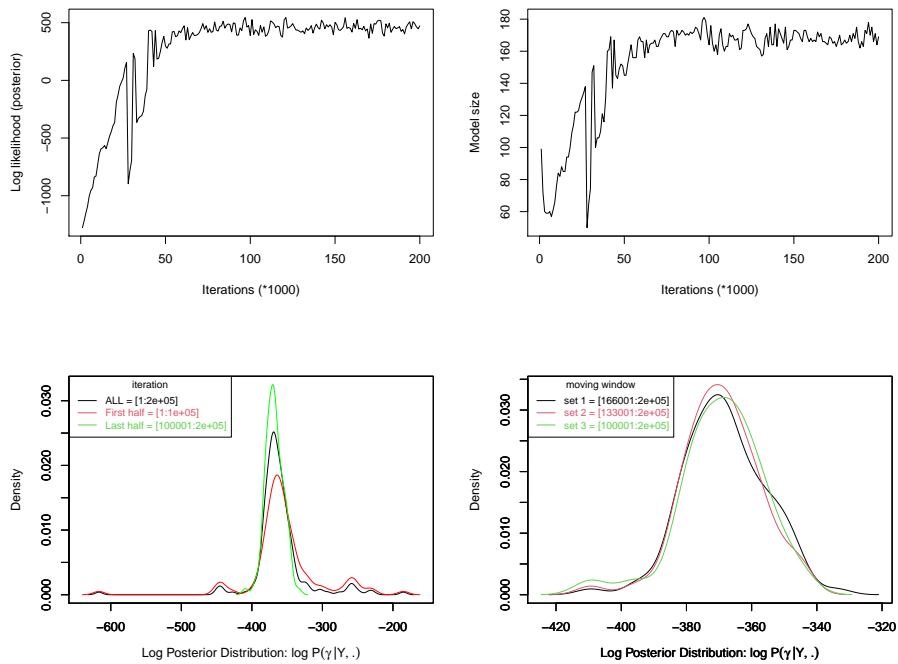 Log likelihood (posterior)
500
0
−500
−1000
0
50
100
150
200
Iterations (*1000)
Model size
180
160
140
120
100
80
60
0
50
100
150
200
Iterations (*1000)
iteration
ALL = [1:2e+05]
First half = [1:1e+05]
Last half = [100001:2e+05]
Density
0.030
0.020
0.010
0.000
−600
−500
−400
−300
−200
Log Posterior Distribution: log P(γ|Y, .)
moving window
set 1 = [166001:2e+05]
set 2 = [133001:2e+05]
set 3 = [100001:2e+05]
Density
0.030
0.020
0.010
0.000
−420
−400
−380
−360
−340
−320
Log Posterior Distribution: log P(γ|Y, .)